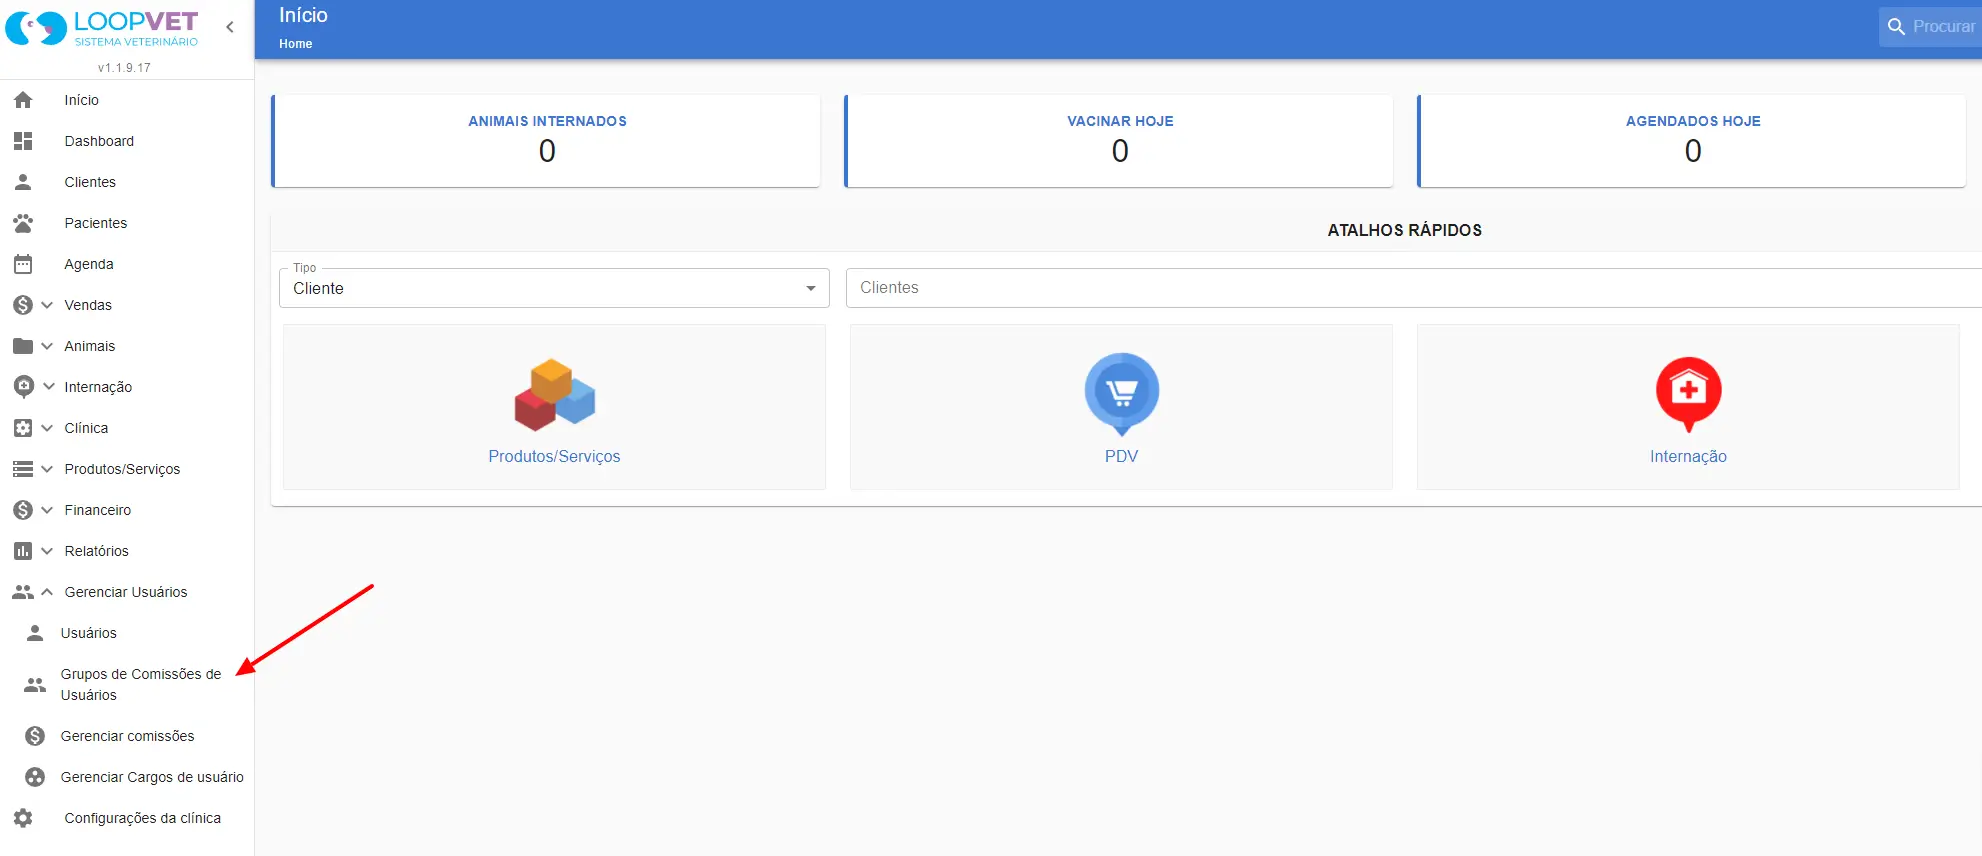 LOOPVET
SISTEMA VETERINÁRIO
v1.1.9.17
Início
Dashboard
Clientes
Pacientes
Agenda
Vendas
Animais
Internação
Clínica
Produtos/Serviços
Financeiro
Relatórios
Gerenciar Usuários
Usuários
Grupos de Comissões de
Usuários
Gerenciar comissões
Gerenciar Cargos de usuário
Configurações da clínica
Início
Home
Procurar
ANIMAIS INTERNADOS
0
VACINAR HOJE
0
AGENDADOS HOJE
0
ATALHOS RÁPIDOS
Tipo
Cliente
Clientes
Produtos/Serviços
PDV
Internação